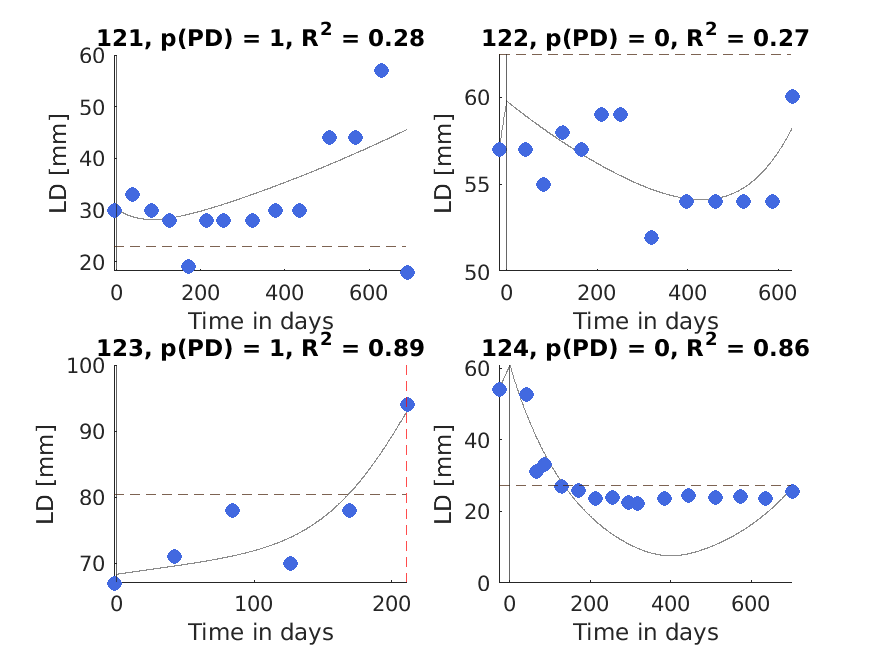 121, p(PD) = 1, R² = 0.28
60
50
40
30
20
LD [mm]
0
200
400
600
Time in days
122, p(PD) = 0, R² = 0.27
60
55
50
LD [mm]
0
200
400
600
Time in days
123, p(PD) = 1, R² = 0.89
100
90
80
70
LD [mm]
0
100
200
Time in days
124, p(PD) = 0, R² = 0.86
60
40
20
0
LD [mm]
0
200
400
600
Time in days